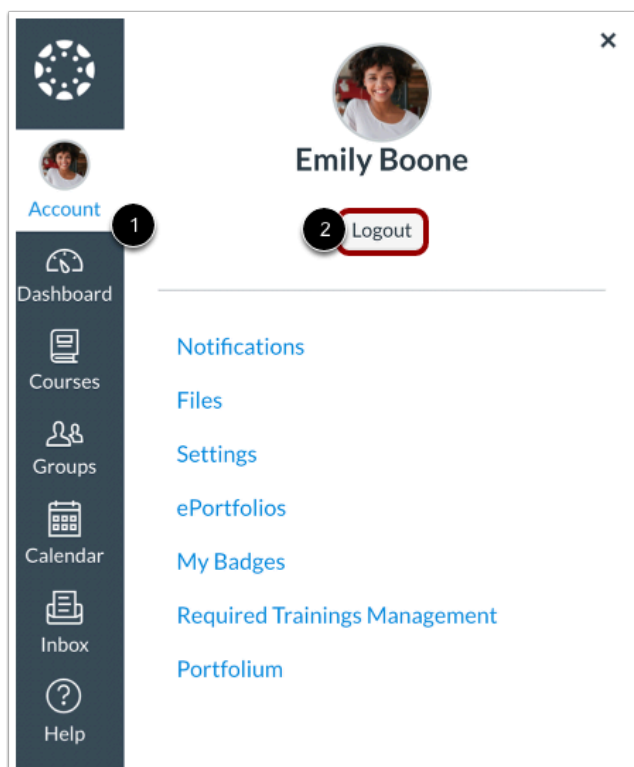 Account
1
Dashboard
Courses
Groups
Calendar
Inbox
Help
×
Emily Boone
2 Logout
Notifications
Files
Settings
ePortfolios
My Badges
Required Trainings Management
Portfolium